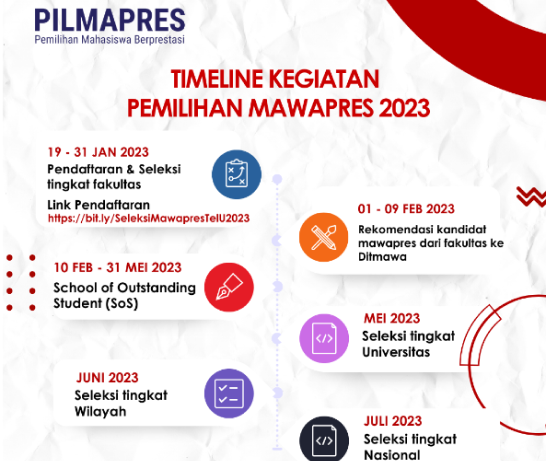 PILMAPRES
Pemilihan Mahasiswa Berprestasi
TIMELINE KEGIATAN
PEMILIHAN MAWAPRES 2023
19 - 31 JAN 2023
Pendaftaran & Seleksi
tingkat fakultas
Link Pendaftaran
https://bit.ly/SeleksiMawapresTelU2023
01 - 09 FEB 2023
Rekomendasi kandidat
mawapres dari fakultas ke
Ditmawa
10 FEB - 31 MEI 2023
School of Outstanding
Student (SoS)
MEI 2023
Seleksi tingkat
Universitas
JUNI 2023
Seleksi tingkat
Wilayah
JULI 2023
Seleksi tingkat
Nasional